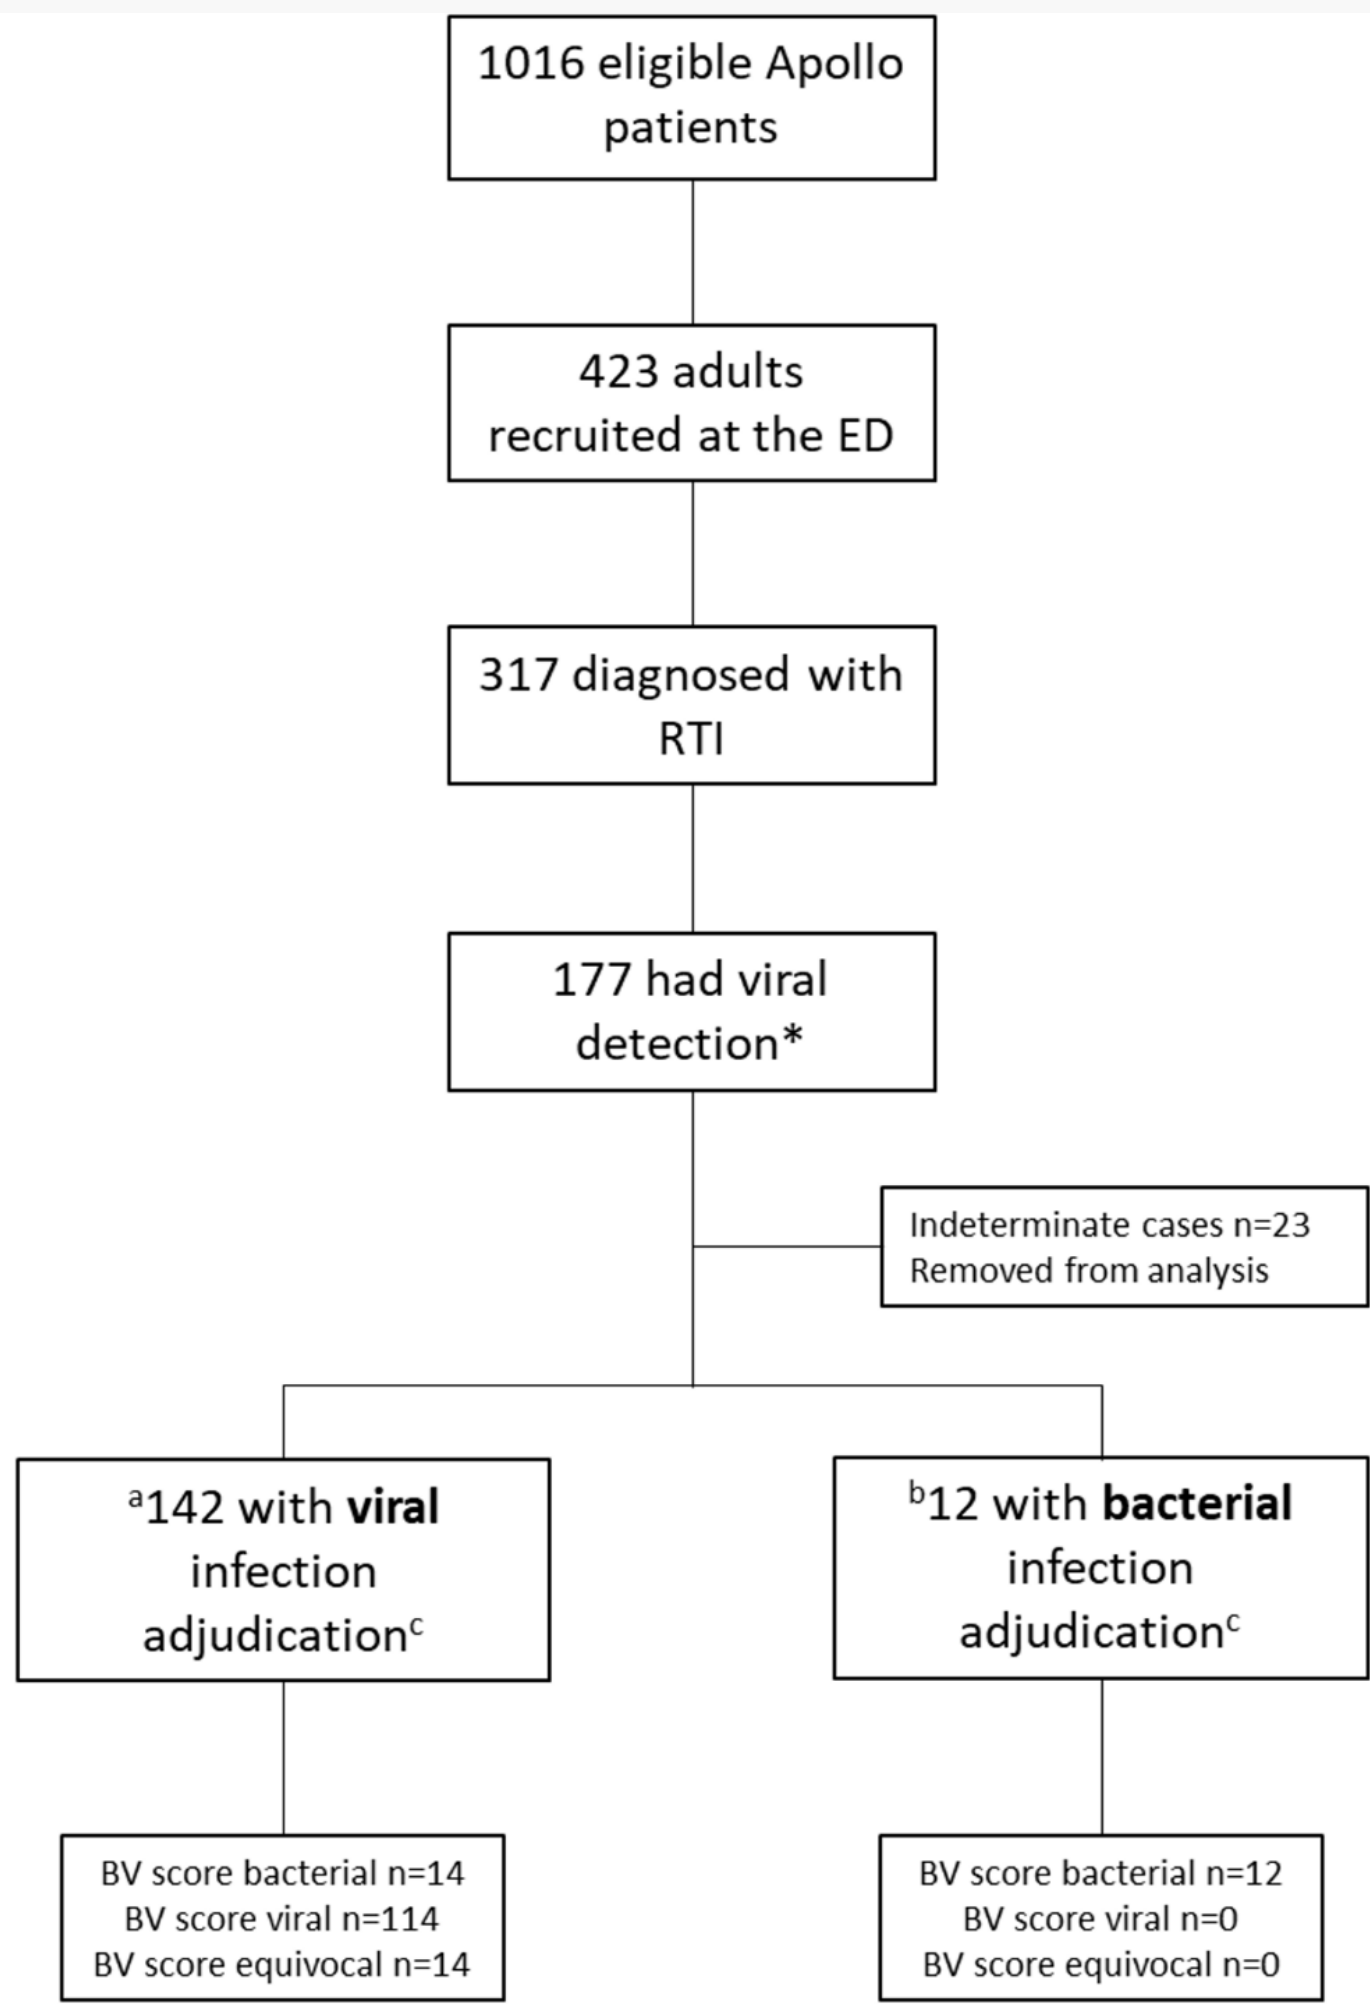 1016 eligible Apollo
patients
423 adults
recruited at the ED
317 diagnosed with
RTI
177 had viral
detection*
Indeterminate cases n=23
Removed from analysis
ᵃ142 with viral
infection
adjudicationᶜ
ᵇ12 with bacterial
infection
adjudicationᶜ
BV score bacterial n=14
BV score viral n=114
BV score equivocal n=14
BV score bacterial n=12
BV score viral n=0
BV score equivocal n=0